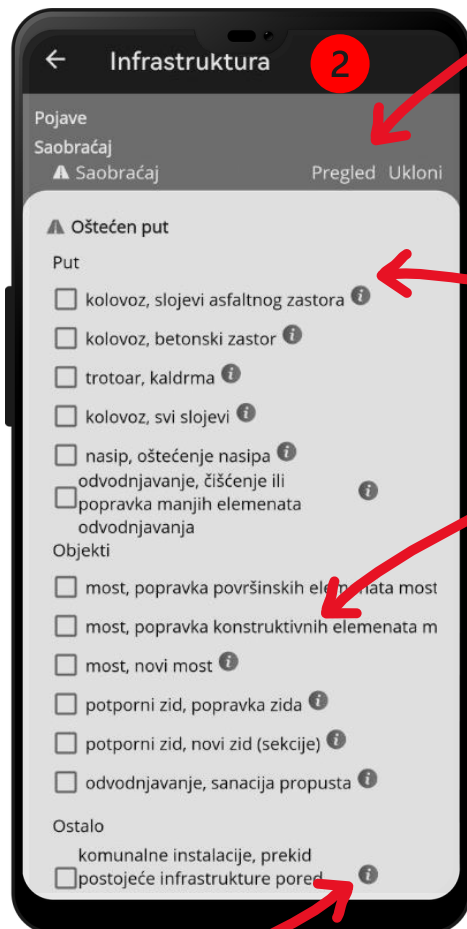 Infrastruktura
2
Pojave
Saobraćaj
Saobraćaj Pregled Ukloni
Oštećen put
Put
kolovoz, slojevi asfaltnog zastora
kolovoz, betonski zastor
trotoar, kaldrma
kolovoz, svi slojevi
nasip, oštećenje nasipa
odvodnjavanje, čišćenje ili
popravka manjih elemenata
odvodnjavanja
Objekti
most, popravka površinskih elemenata most
most, popravka konstruktivnih elemenata m
most, novi most
potporni zid, popravka zida
potporni zid, novi zid (sekcije)
odvodnjavanje, sanacija propusta
Ostalo
komunalne instalacije, prekid
postojeće infrastrukture pored